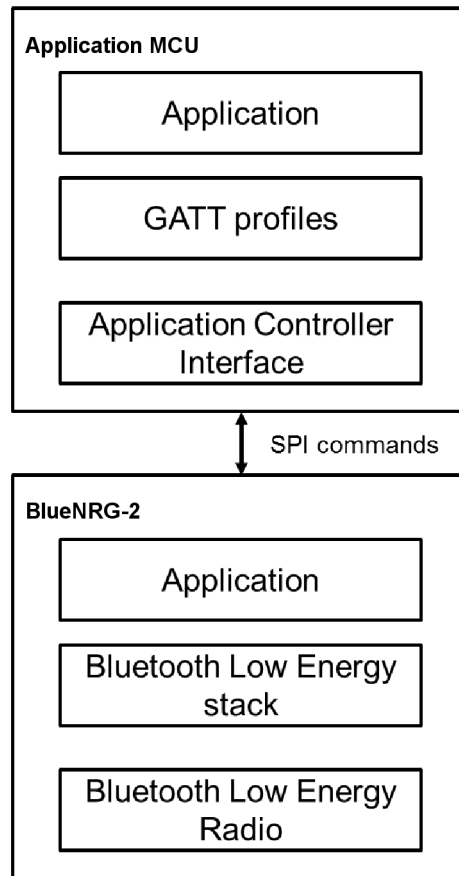 Application MCU
Application
GATT profiles
Application Controller
Interface
SPI commands
BlueNRG-2
Application
Bluetooth Low Energy
stack
Bluetooth Low Energy
Radio